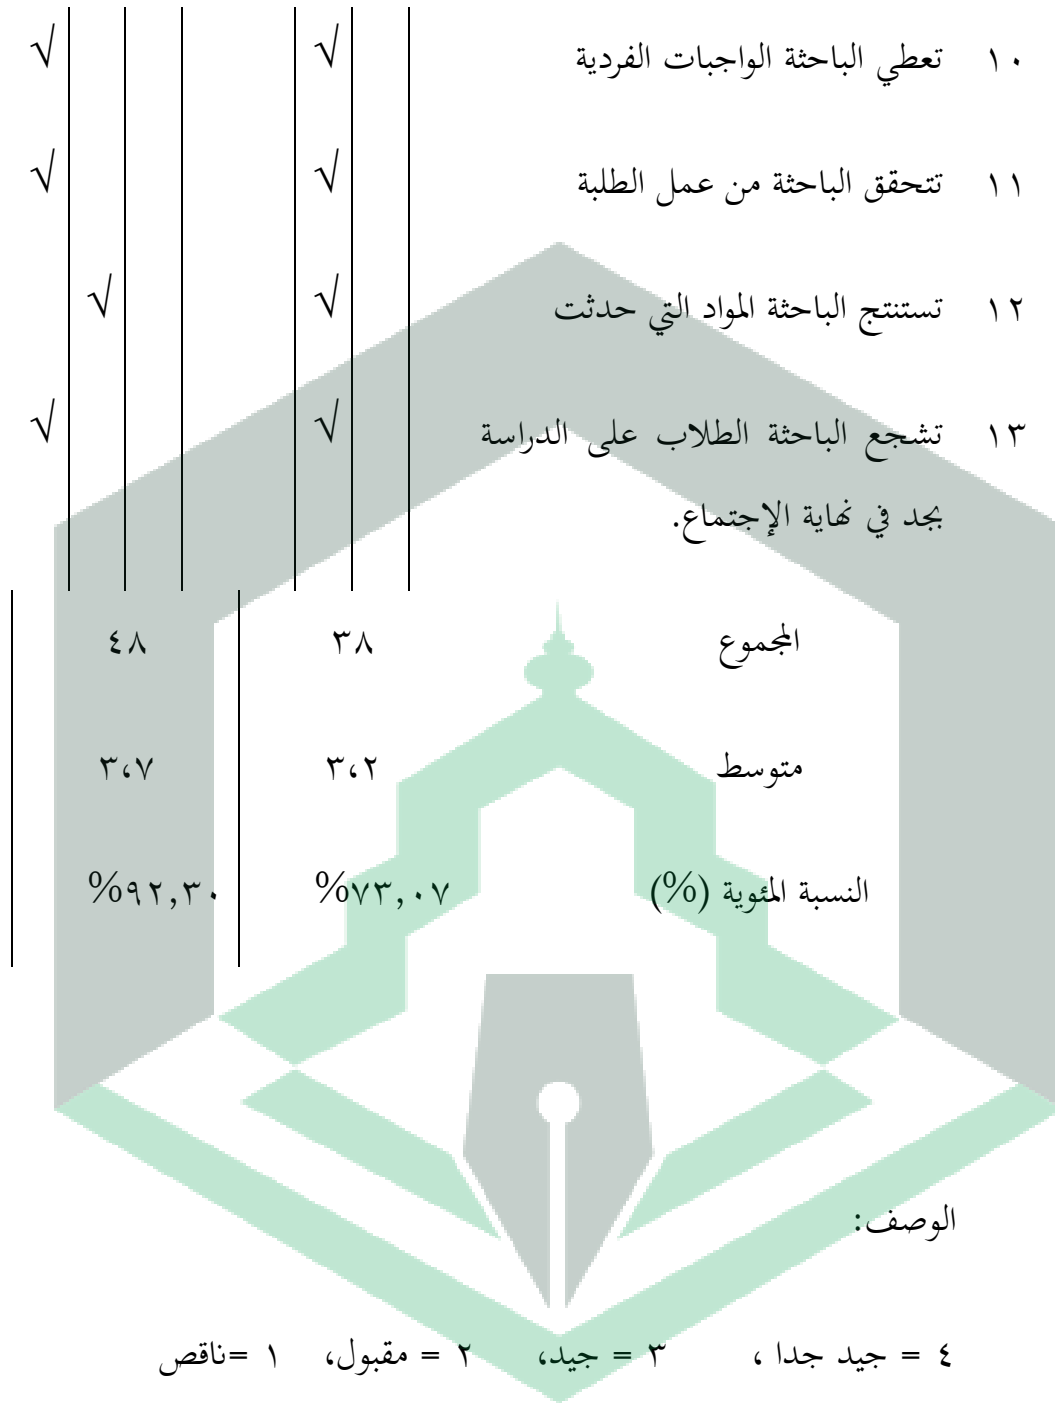 ١٠ تعطي الباحثة الواجبات الفردية √ √
١١ تتحقق الباحثة من عمل الطلبة √ √
١٢ تستنتج الباحثة المواد التي حدثت √ √
١٣ تشجع الباحثة الطلاب على الدراسة √ √
بجد في نهاية الإجتماع.
المجموع ٣٨ ٤٨
متوسط ٣،٢ ٣،٧
النسبة المئوية (%) %٧٣,٠٧ %٩٢,٣٠
الوصف:
٤ = جيد جدا ، ٣ = جيد، ٢ = مقبول، ١ =ناقص